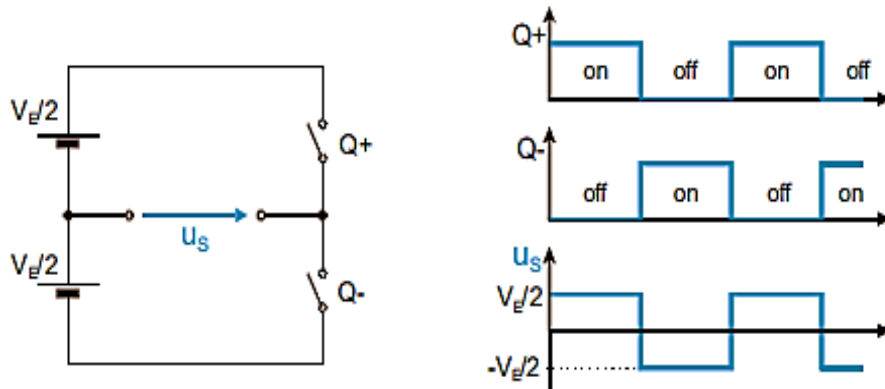 V_E/2
Q+
u_S
V_E/2
Q-
Q+
on off on off
Q-
off on off on
u_S
V_E/2
-V_E/2